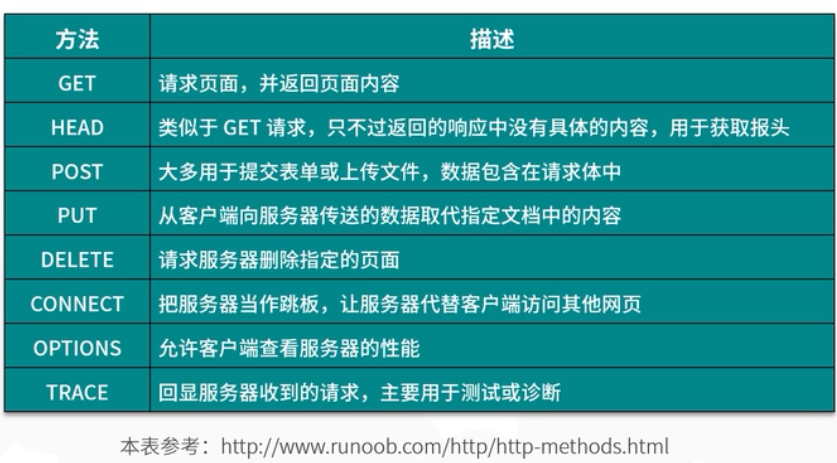 方法 描述
GET 请求页面，并返回页面内容
HEAD 类似于 GET 请求，只不过返回的响应中没有具体的内容，用于获取报头
POST 大多用于提交表单或上传文件，数据包含在请求体中
PUT 从客户端向服务器传送的数据取代指定文档中的内容
DELETE 请求服务器删除指定的页面
CONNECT 把服务器当作跳板，让服务器代替客户端访问其他网页
OPTIONS 允许客户端查看服务器的性能
TRACE 回显服务器收到的请求，主要用于测试或诊断
本表参考：http://www.runoob.com/http/http-methods.html